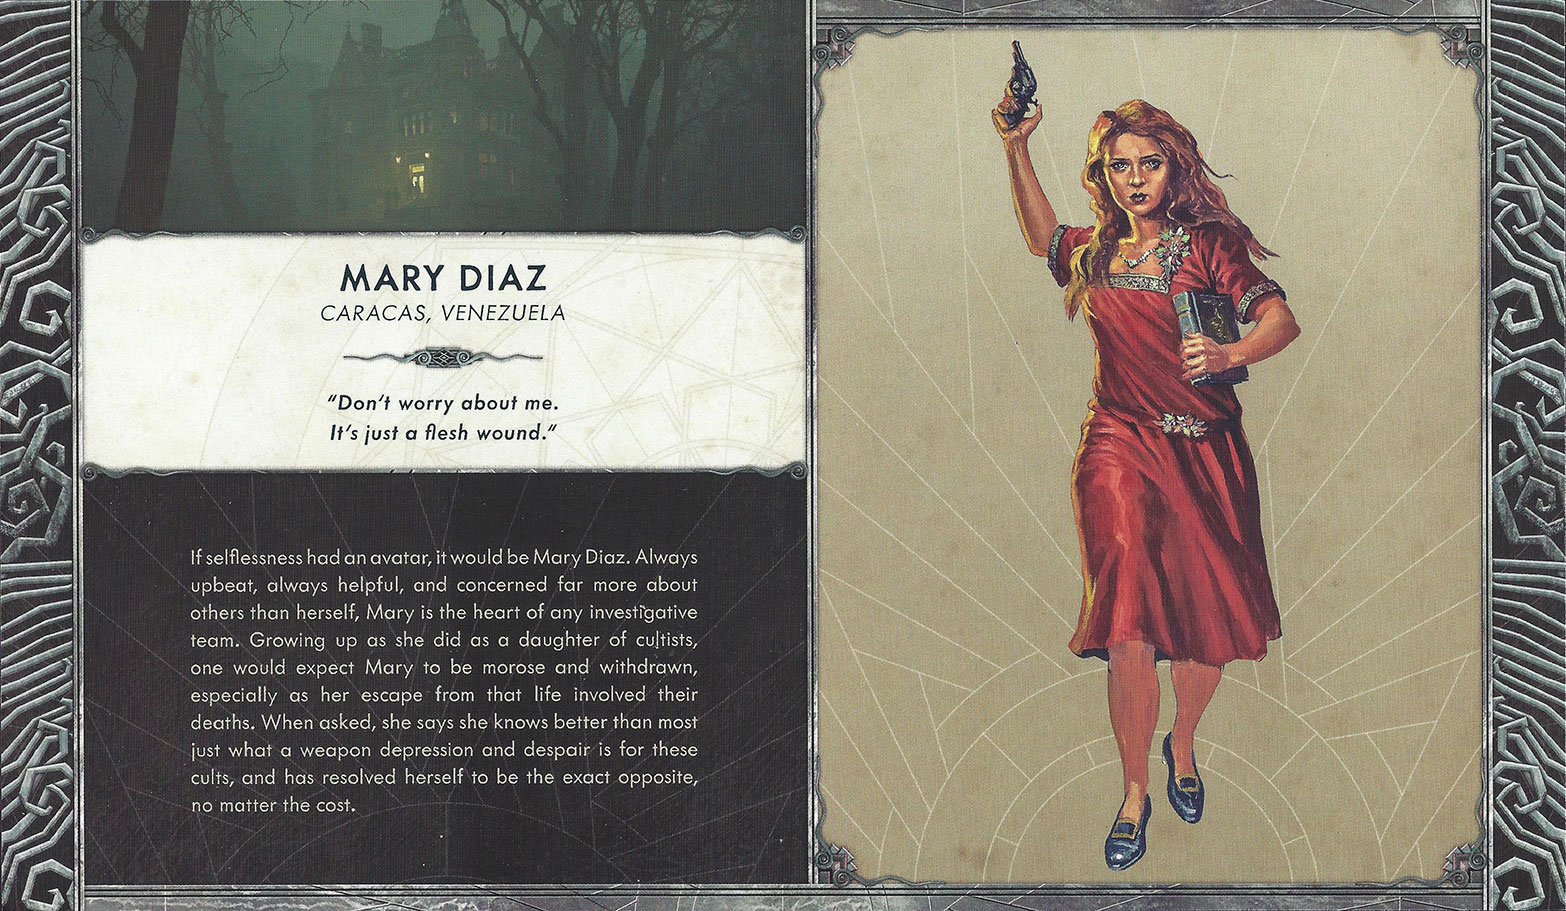 MARY DIAZ
CARACAS, VENEZUELA
“Don’t worry about me.
It’s just a flesh wound.”
If selflessness had an avatar, it would be Mary Diaz. Always
upbeat, always helpful, and concerned far more about
others than herself, Mary is the heart of any investigative
team. Growing up as she did as a daughter of cultists,
one would expect Mary to be morose and withdrawn,
especially as her escape from that life involved their
deaths. When asked, she says she knows better than most
just what a weapon depression and despair is for these
cults, and has resolved herself to be the exact opposite,
no matter the cost.